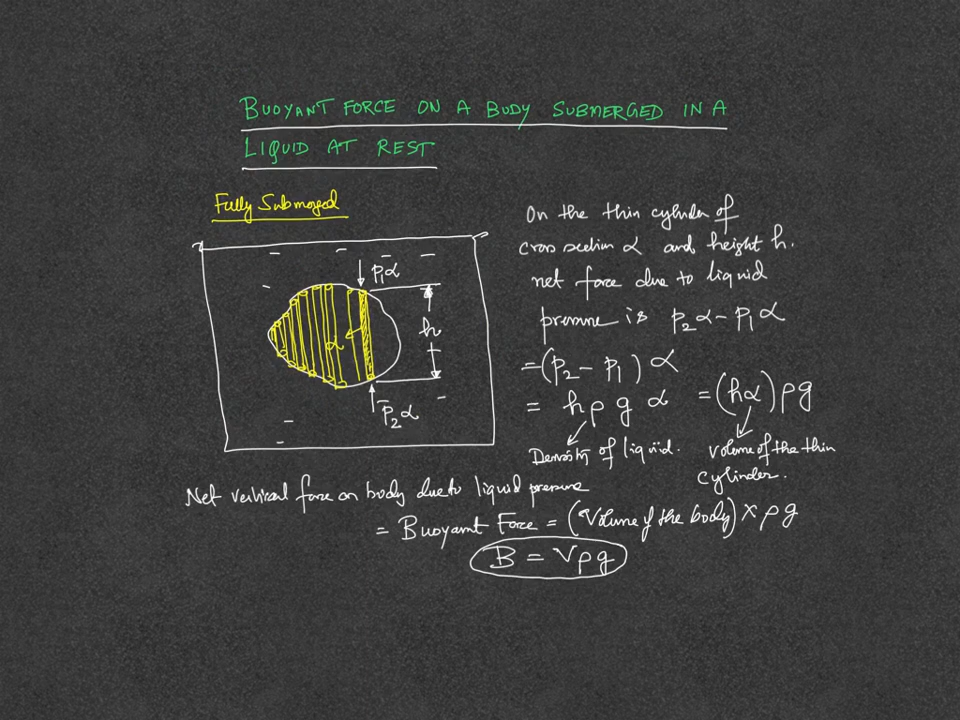 BUOYANT FORCE ON A BODY SUBMERGED IN A
LIQUID AT REST
Fully Submerged
p₁α
α
h
p₂α
On the thin cylinder of
cross section α and height h.
net force due to liquid
pressure is p₂α - p₁α
= (p₂ - p₁) α
= h ρ g α = (hα) ρg
Density of liquid.
volume of the thin
cylinder.
Net vertical force on body due to liquid pressure
= Buoyant Force = (Volume of the body) × ρg
B = Vρg